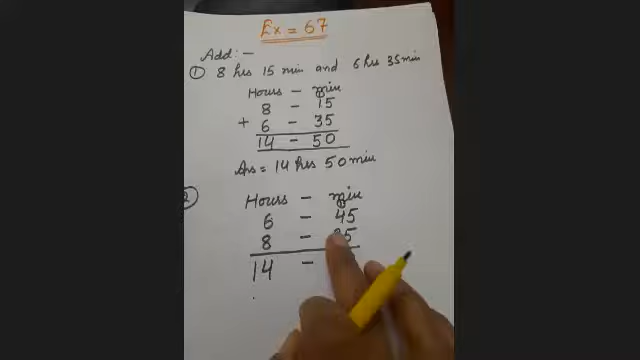 Ex = 67
Add:-
① 8 hrs 15 min and 6 hrs 35 min
Hours - min
8 - 15
+ 6 - 35
14 - 50
Ans = 14 hrs 50 min
② Hours - min
6 - 45
8 -
14 -